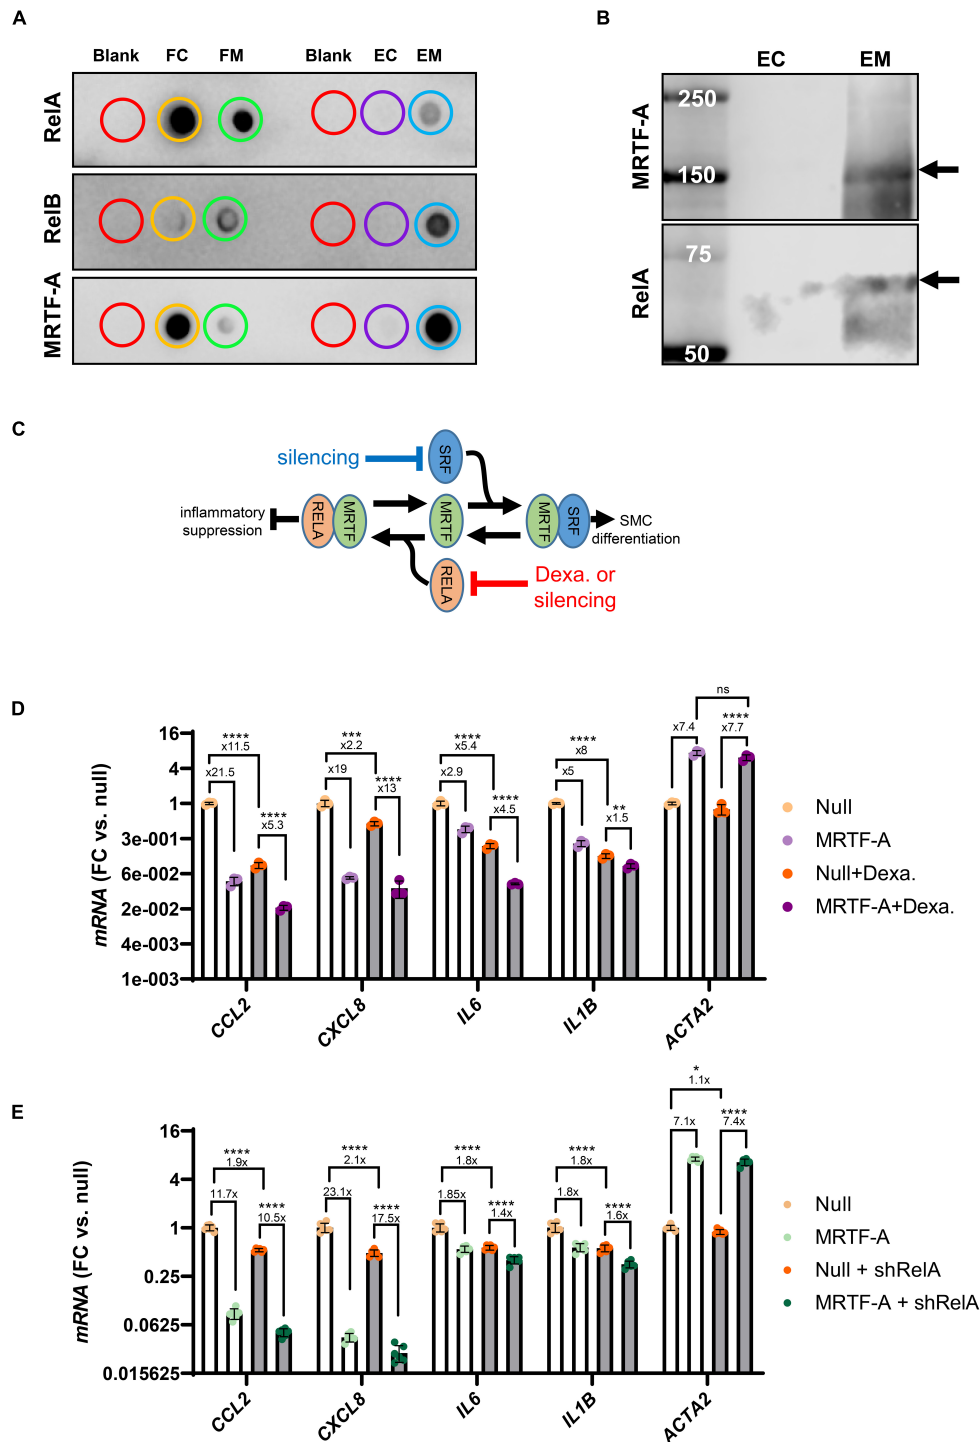 A
Blank FC FM Blank EC EM
RelA
RelB
MRTF-A
B
EC EM
MRTF-A
250
150
RelA
75
50
C
silencing
SRF
inflammatory
suppression
RELA
MRTF
MRTF
MRTF
SRF
SMC
differentiation
RELA
Dexa. or
silencing
D
mRNA (FC vs. null)
16
4
1
3e-001
6e-002
2e-002
4e-003
1e-003
****
x11.5
x21.5
****
x5.3
***
x2.2
x19
****
x13
****
x5.4
x2.9
****
x4.5
****
x8
x5
**
x1.5
ns
x7.4
****
x7.7
CCL2
CXCL8
IL6
IL1B
ACTA2
Null
MRTF-A
Null+Dexa.
MRTF-A+Dexa.
E
mRNA (FC vs. null)
16
4
1
0.25
0.0625
0.015625
****
1.9x
11.7x
****
10.5x
****
2.1x
23.1x
****
17.5x
****
1.8x
1.85x
****
1.4x
****
1.8x
1.8x
****
1.6x
*
1.1x
7.1x
****
7.4x
CCL2
CXCL8
IL6
IL1B
ACTA2
Null
MRTF-A
Null + shRelA
MRTF-A + shRelA